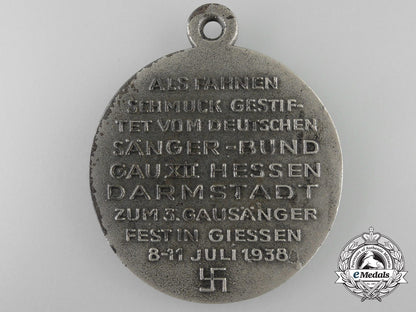 ALS FAHNEN
SCHMUCK GESTIF-
TET VOM DEUTSCHEN
SÄNGER-BUND
GAU XII HESSEN
DARMSTADT
ZUM 3. GAUSÄNGER
FEST IN GIESSEN
8-11 JULI 1938
eMedals